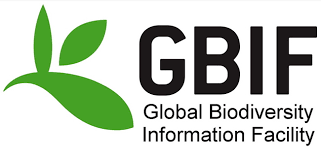 GBIF
Global Biodiversity
Information Facility